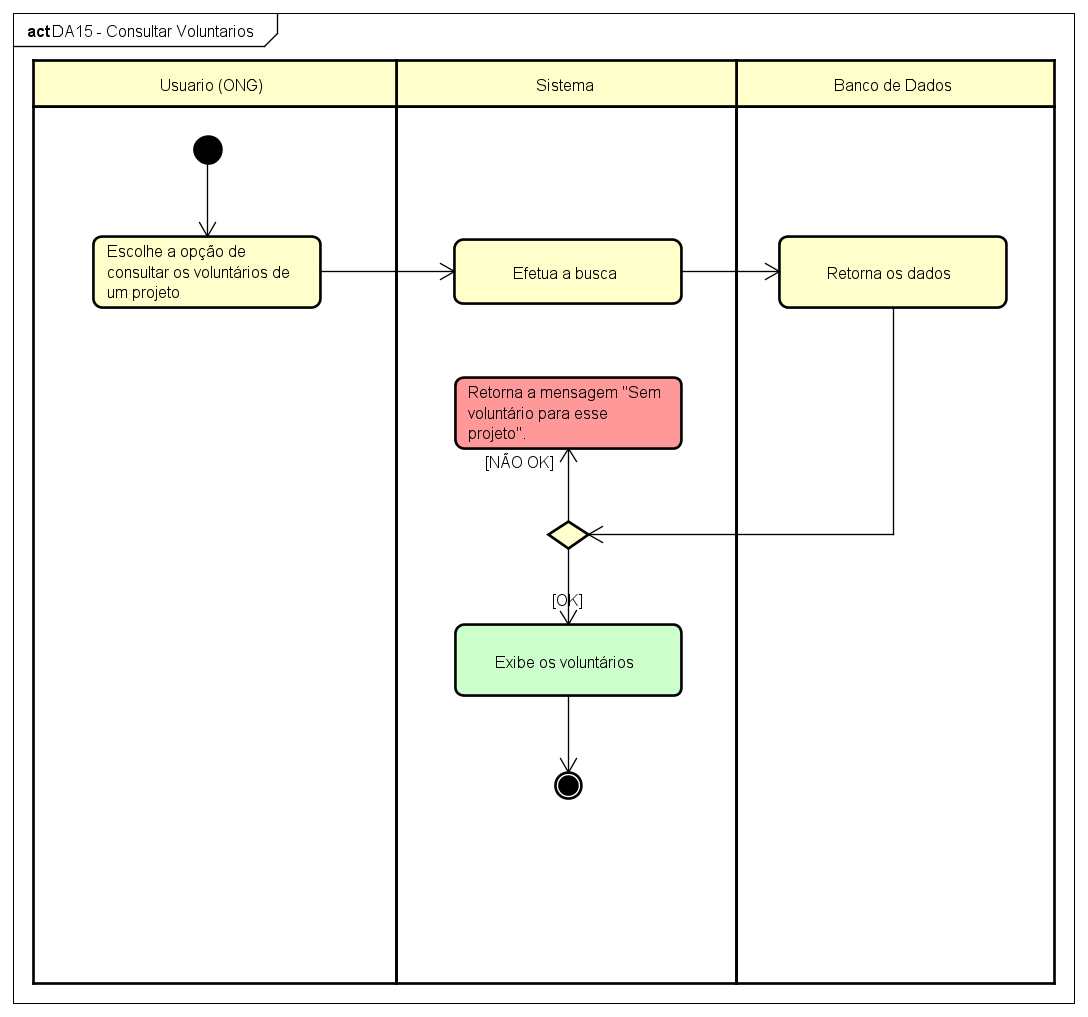 act DA15 - Consultar Voluntarios
Usuario (ONG)
Sistema
Banco de Dados
Escolhe a opção de
consultar os voluntários de
um projeto
Efetua a busca
Retorna os dados
Retorna a mensagem "Sem
voluntário para esse
projeto".
[NÃO OK]
[OK]
Exibe os voluntários